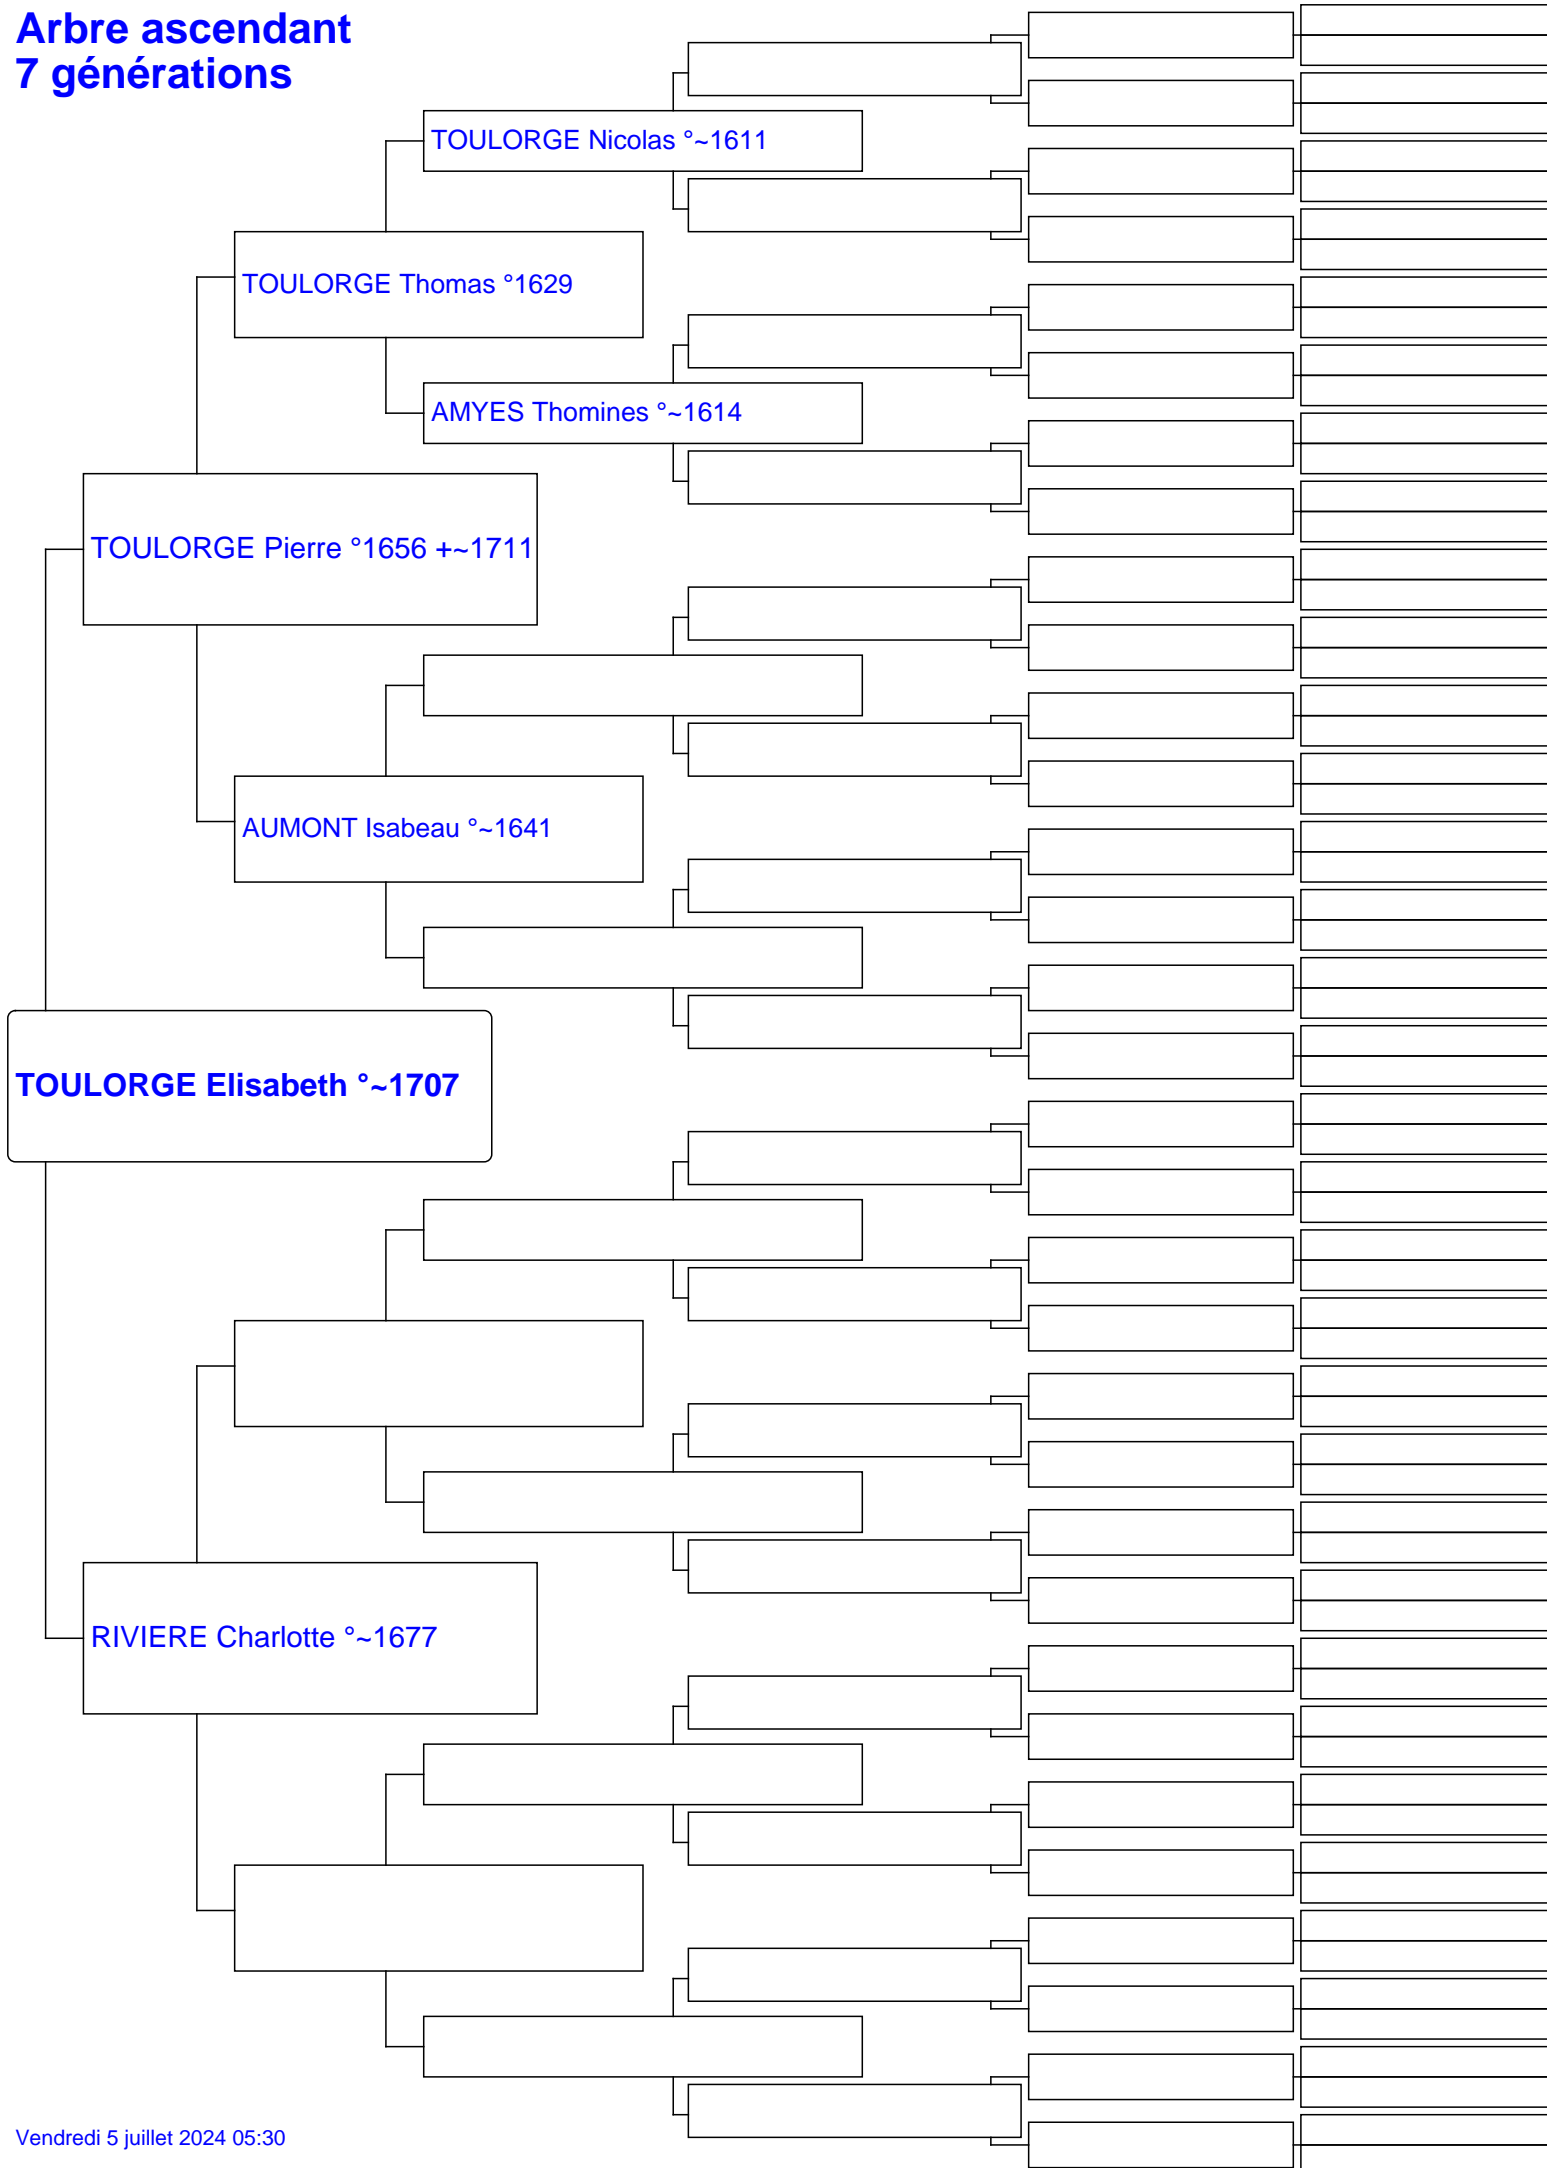 Arbre ascendant
7 générations
TOULORGE Nicolas °~1611
TOULORGE Thomas °1629
AMYES Thomines °~1614
TOULORGE Pierre °1656 +~1711
AUMONT Isabeau °~1641
TOULORGE Elisabeth °~1707
RIVIERE Charlotte °~1677
Vendredi 5 juillet 2024 05:30